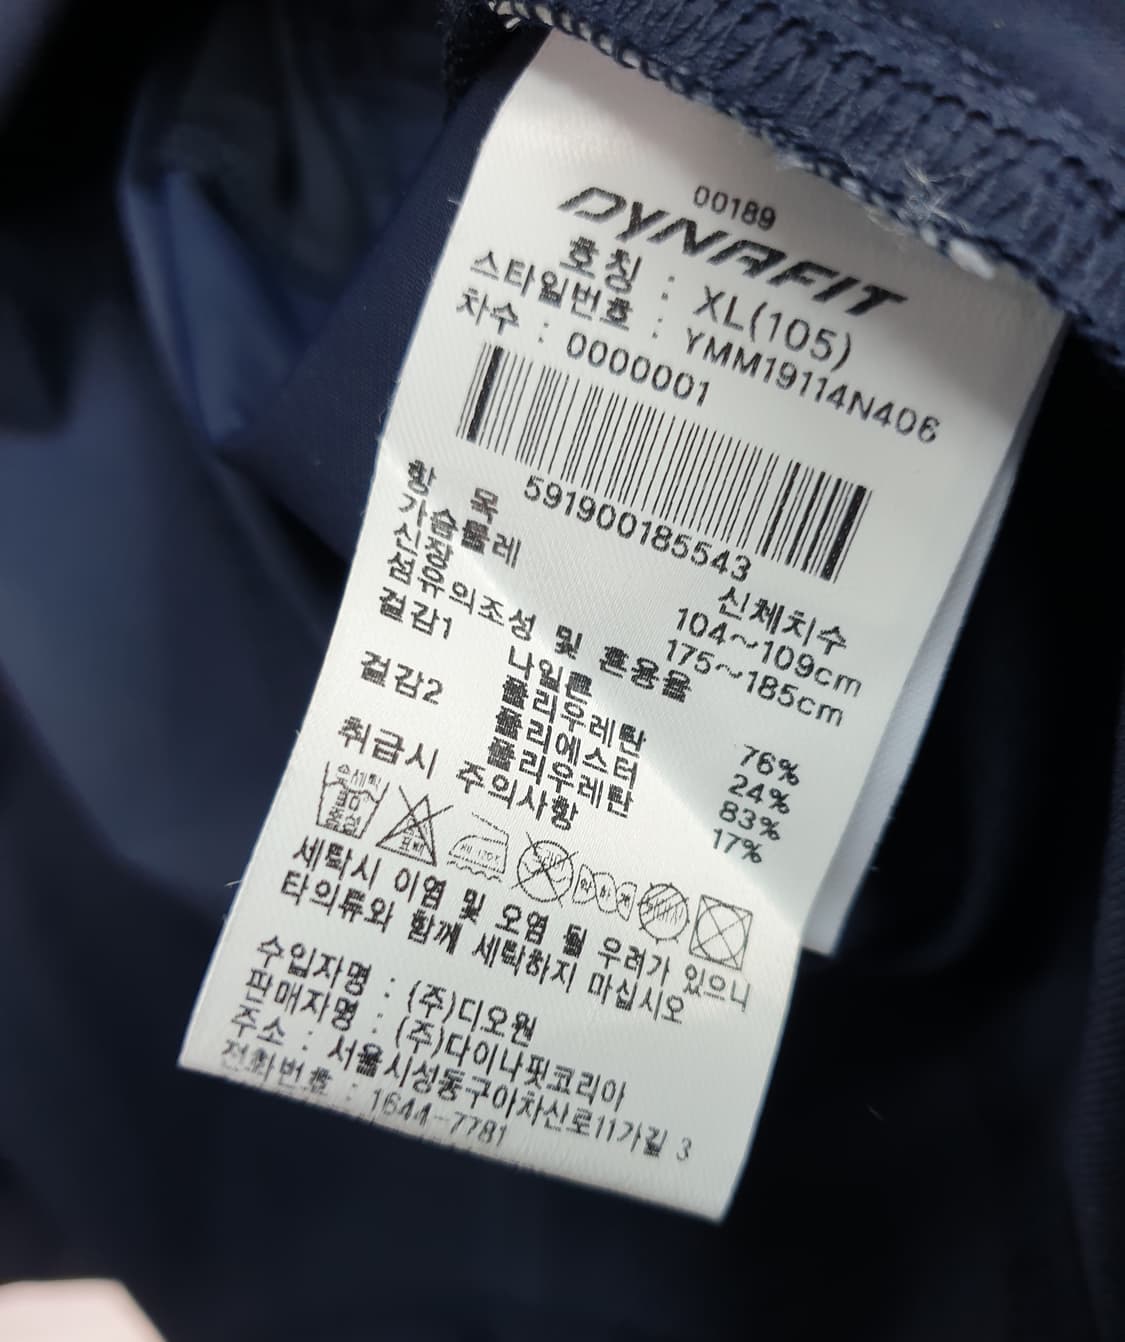 00189
DYNAFIT
호칭 : XL(105)
스타일번호 : YMM19114N406
차수 : 0000001
591900185543
항 목 신체치수
가슴둘레 104~109cm
신장 175~185cm
섬유의조성 및 혼용율
겉감1 나일론 76%
폴리우레탄 24%
겉감2 폴리에스터 83%
폴리우레탄 17%
취급시 주의사항
손세탁
표백
세탁시 이염 및 오염 될 우려가 있으니
타의류와 함께 세탁하지 마십시오
수입자명 : (주)디오원
판매자명 : (주)다이나핏코리아
주소 : 서울시성동구아차산로11가길 3
전화번호 : 1644-7781